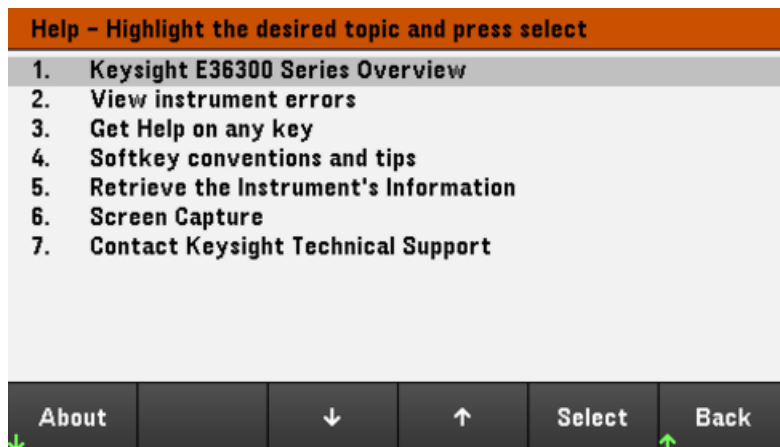 Help - Highlight the desired topic and press select
1. Keysight E36300 Series Overview
2. View instrument errors
3. Get Help on any key
4. Softkey conventions and tips
5. Retrieve the Instrument's Information
6. Screen Capture
7. Contact Keysight Technical Support
About ↓ ↑ Select Back